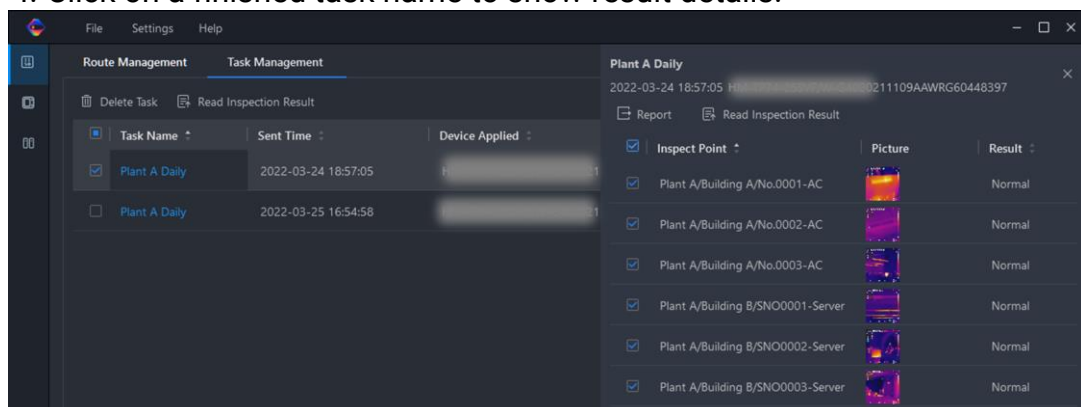 4. Click on a finished task name to show result details.
File Settings Help
Route Management Task Management
Delete Task Read Inspection Result
Task Name Sent Time Device Applied
Plant A Daily 2022-03-24 18:57:05
Plant A Daily 2022-03-25 16:54:58
Plant A Daily
2022-03-24 18:57:05 0211109AAWRG60448397
Report Read Inspection Result
Inspect Point Picture Result
Plant A/Building A/No.0001-AC Normal
Plant A/Building A/No.0002-AC Normal
Plant A/Building A/No.0003-AC Normal
Plant A/Building B/SNO0001-Server Normal
Plant A/Building B/SNO0002-Server Normal
Plant A/Building B/SNO0003-Server Normal